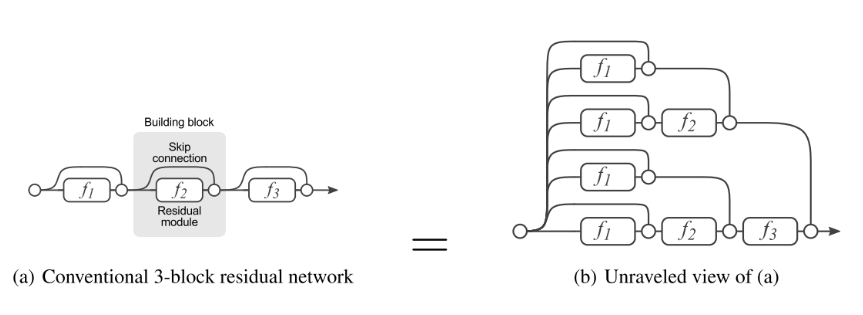 Building block
Skip
connection
f1
f2
f3
Residual
module
(a) Conventional 3-block residual network
=
f1
f1
f2
f1
f1
f2
f3
(b) Unraveled view of (a)